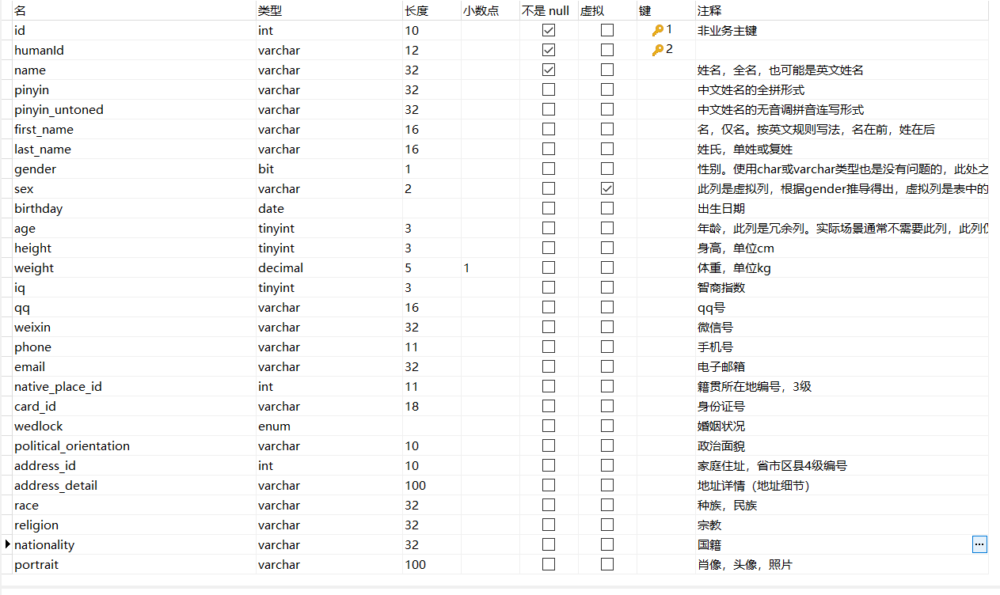 名 类型 长度 小数点 不是 null 虚拟 键 注释
id int 10 1 非业务主键
humanId varchar 12 2
name varchar 32 姓名，全名，也可能是英文姓名
pinyin varchar 32 中文姓名的全拼形式
pinyin_untoned varchar 32 中文姓名的无音调拼音连写形式
first_name varchar 16 名，仅名。按英文规则写法，名在前，姓在后
last_name varchar 16 姓氏，单姓或复姓
gender bit 1 性别。使用char或varchar类型也是没有问题的，此处之
sex varchar 2 此列是虚拟列，根据gender推导得出，虚拟列是表中的
birthday date 出生日期
age tinyint 3 年龄，此列是冗余列。实际场景通常不需要此列，此列
height tinyint 3 身高，单位cm
weight decimal 5 1 体重，单位kg
iq tinyint 3 智商指数
qq varchar 16 qq号
weixin varchar 32 微信号
phone varchar 11 手机号
email varchar 32 电子邮箱
native_place_id int 11 籍贯所在地编号，3级
card_id varchar 18 身份证号
wedlock enum 婚姻状况
political_orientation varchar 10 政治面貌
address_id int 10 家庭住址，省市区县4级编号
address_detail varchar 100 地址详情（地址细节）
race varchar 32 种族，民族
religion varchar 32 宗教
nationality varchar 32 国籍
portrait varchar 100 肖像，头像，照片